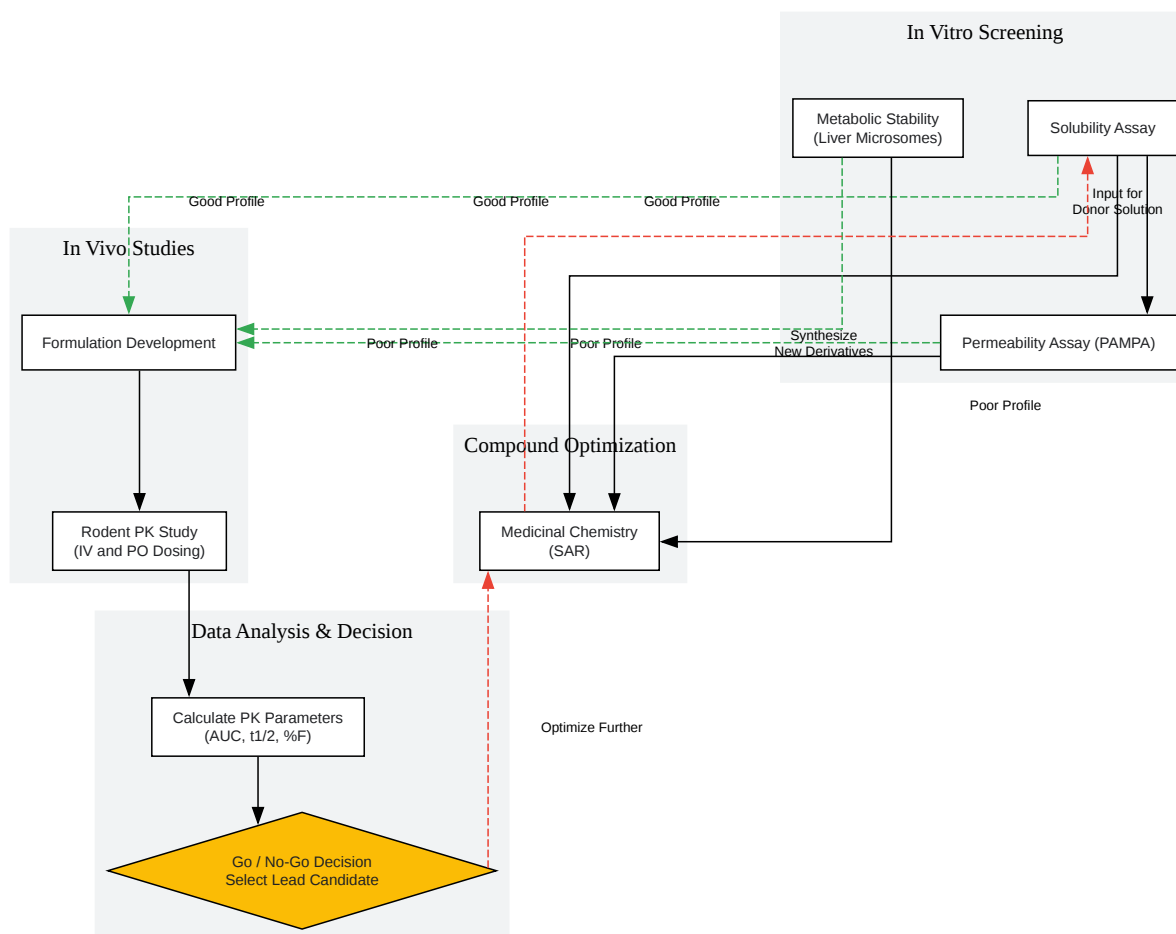 In Vitro Screening
Metabolic Stability
(Liver Microsomes)
Solubility Assay
Good Profile
Good Profile
Good Profile
Input for
Donor Solution
In Vivo Studies
Formulation Development
Poor Profile
Poor Profile
Synthesize
New Derivatives
Permeability Assay (PAMPA)
Poor Profile
Compound Optimization
Rodent PK Study
(IV and PO Dosing)
Medicinal Chemistry
(SAR)
Data Analysis & Decision
Calculate PK Parameters
(AUC, t1/2, %F)
Optimize Further
Go / No-Go Decision
Select Lead Candidate